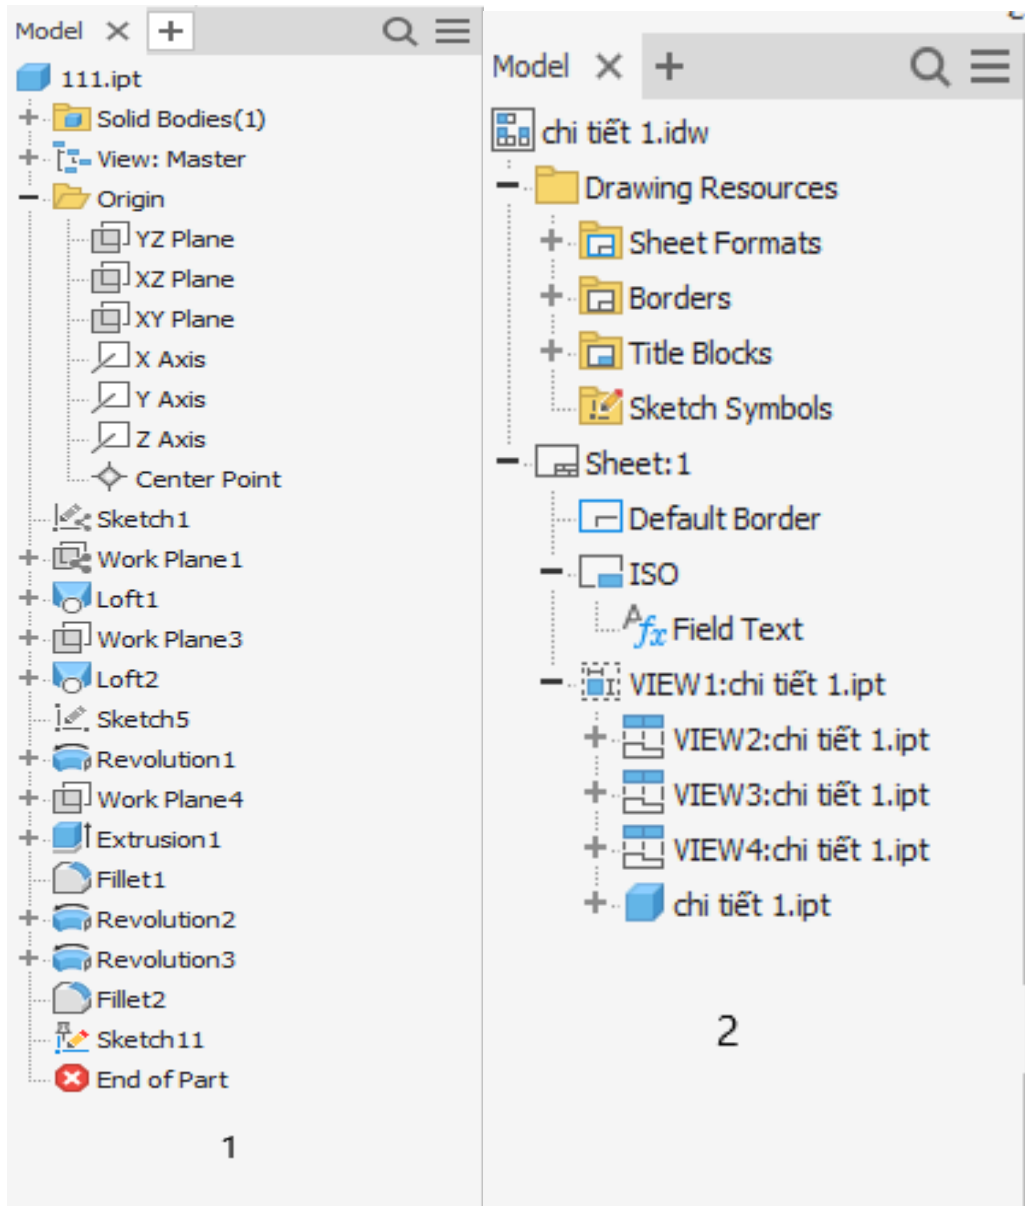 Model
111.ipt
Solid Bodies(1)
View: Master
Origin
YZ Plane
XZ Plane
XY Plane
X Axis
Y Axis
Z Axis
Center Point
Sketch1
Work Plane1
Loft1
Work Plane3
Loft2
Sketch5
Revolution1
Work Plane4
Extrusion1
Fillet1
Revolution2
Revolution3
Fillet2
Sketch11
End of Part
1
Model
chi tiết 1.idw
Drawing Resources
Sheet Formats
Borders
Title Blocks
Sketch Symbols
Sheet:1
Default Border
ISO
Field Text
VIEW1:chi tiết 1.ipt
VIEW2:chi tiết 1.ipt
VIEW3:chi tiết 1.ipt
VIEW4:chi tiết 1.ipt
chi tiết 1.ipt
2